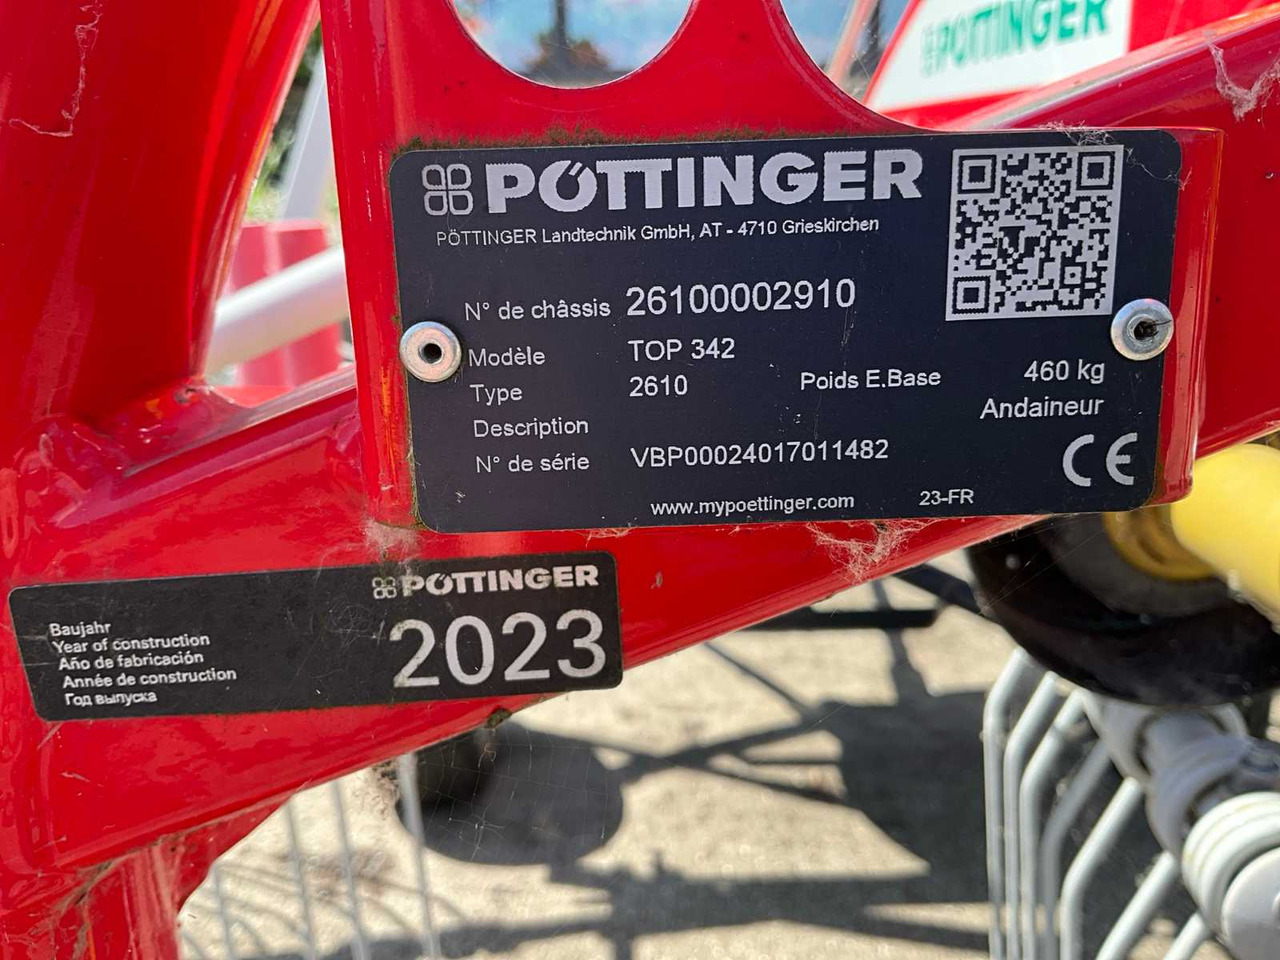 PÖTTINGER
PÖTTINGER
PÖTTINGER Landtechnik GmbH, AT - 4710 Grieskirchen
N° de châssis 26100002910
Modèle TOP 342
Type 2610 Poids E.Base 460 kg
Description Andaineur
N° de série VBP00024017011482
CE
www.mypoettinger.com 23-FR
PÖTTINGER
Baujahr
Year of construction
Año de fabricación
Année de construction
Год выпуска
2023